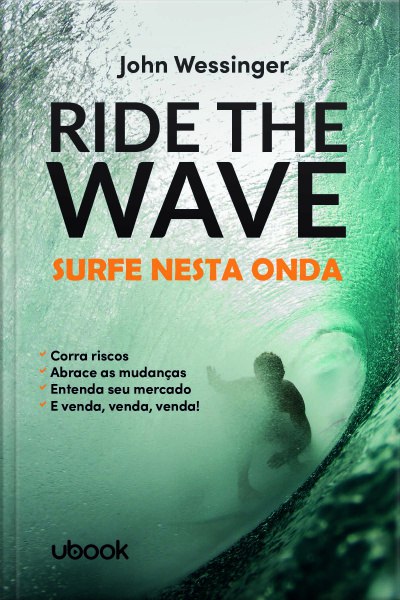 John Wessinger
RIDE THE
WAVE
SURFE NESTA ONDA
Corra riscos
Abrace as mudanças
Entenda seu mercado
E venda, venda, venda!
ubook